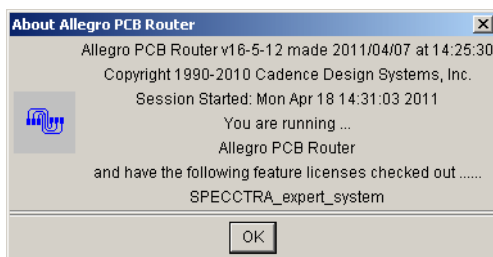 About Allegro PCB Router
Allegro PCB Router v16-5-12 made 2011/04/07 at 14:25:30
Copyright 1990-2010 Cadence Design Systems, Inc.
Session Started: Mon Apr 18 14:31:03 2011
You are running ...
Allegro PCB Router
and have the following feature licenses checked out ......
SPECCTRA_expert_system
OK